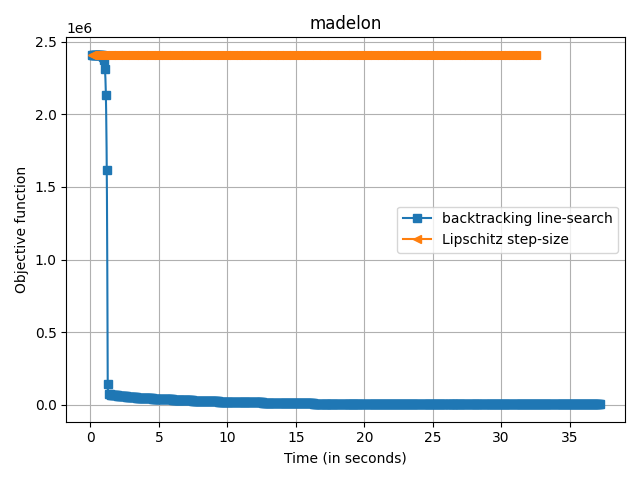 madelon
1e6
2.5
2.0
1.5
1.0
0.5
0.0
Objective function
backtracking line-search
Lipschitz step-size
0 5 10 15 20 25 30 35
Time (in seconds)